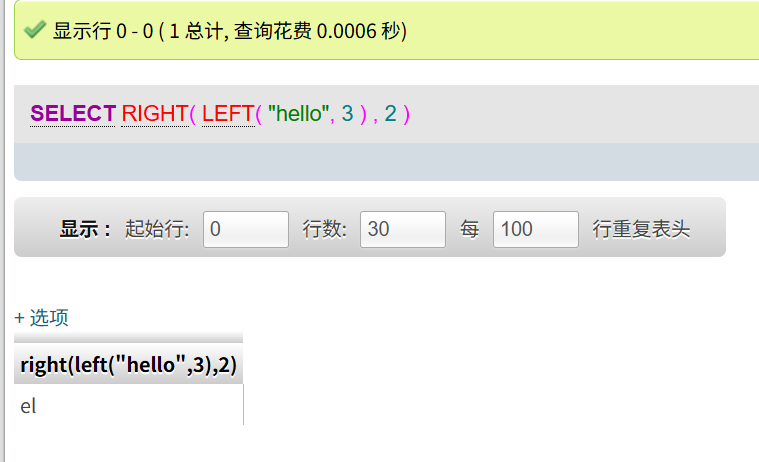 显示行 0 - 0 ( 1 总计, 查询花费 0.0006 秒)
SELECT RIGHT( LEFT( "hello", 3 ) , 2 )
显示 : 起始行: 0 行数: 30 每 100 行重复表头
+ 选项
right(left("hello",3),2)
el